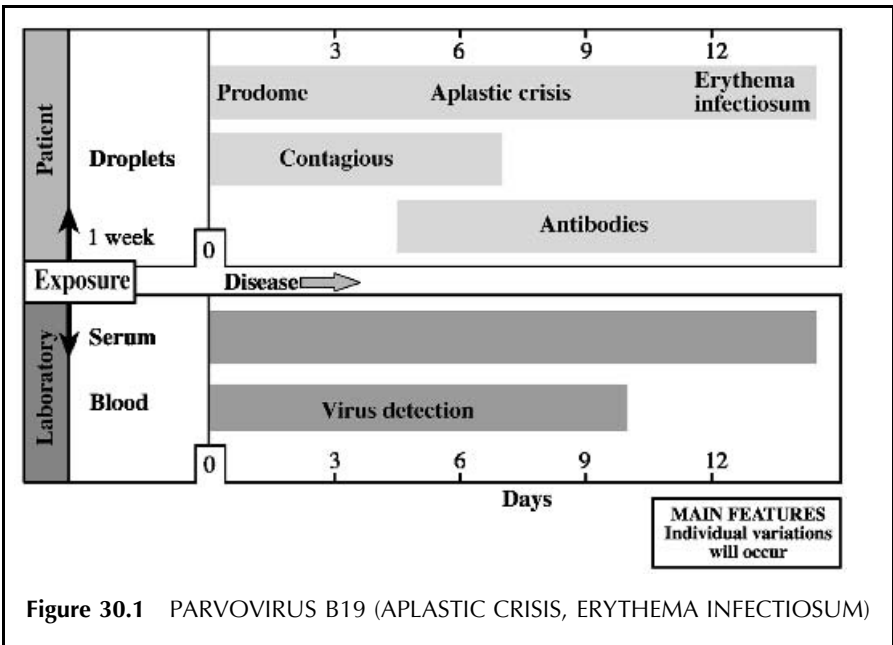 3 6 9 12
Prodome Aplastic crisis Erythema
infectiosum
Patient
Droplets Contagious
Antibodies
1 week
0
Exposure Disease
Laboratory
Serum
Blood Virus detection
0 3 6 9 12
Days
MAIN FEATURES
Individual variations
will occur
Figure 30.1 PARVOVIRUS B19 (APLASTIC CRISIS, ERYTHEMA INFECTIOSUM)